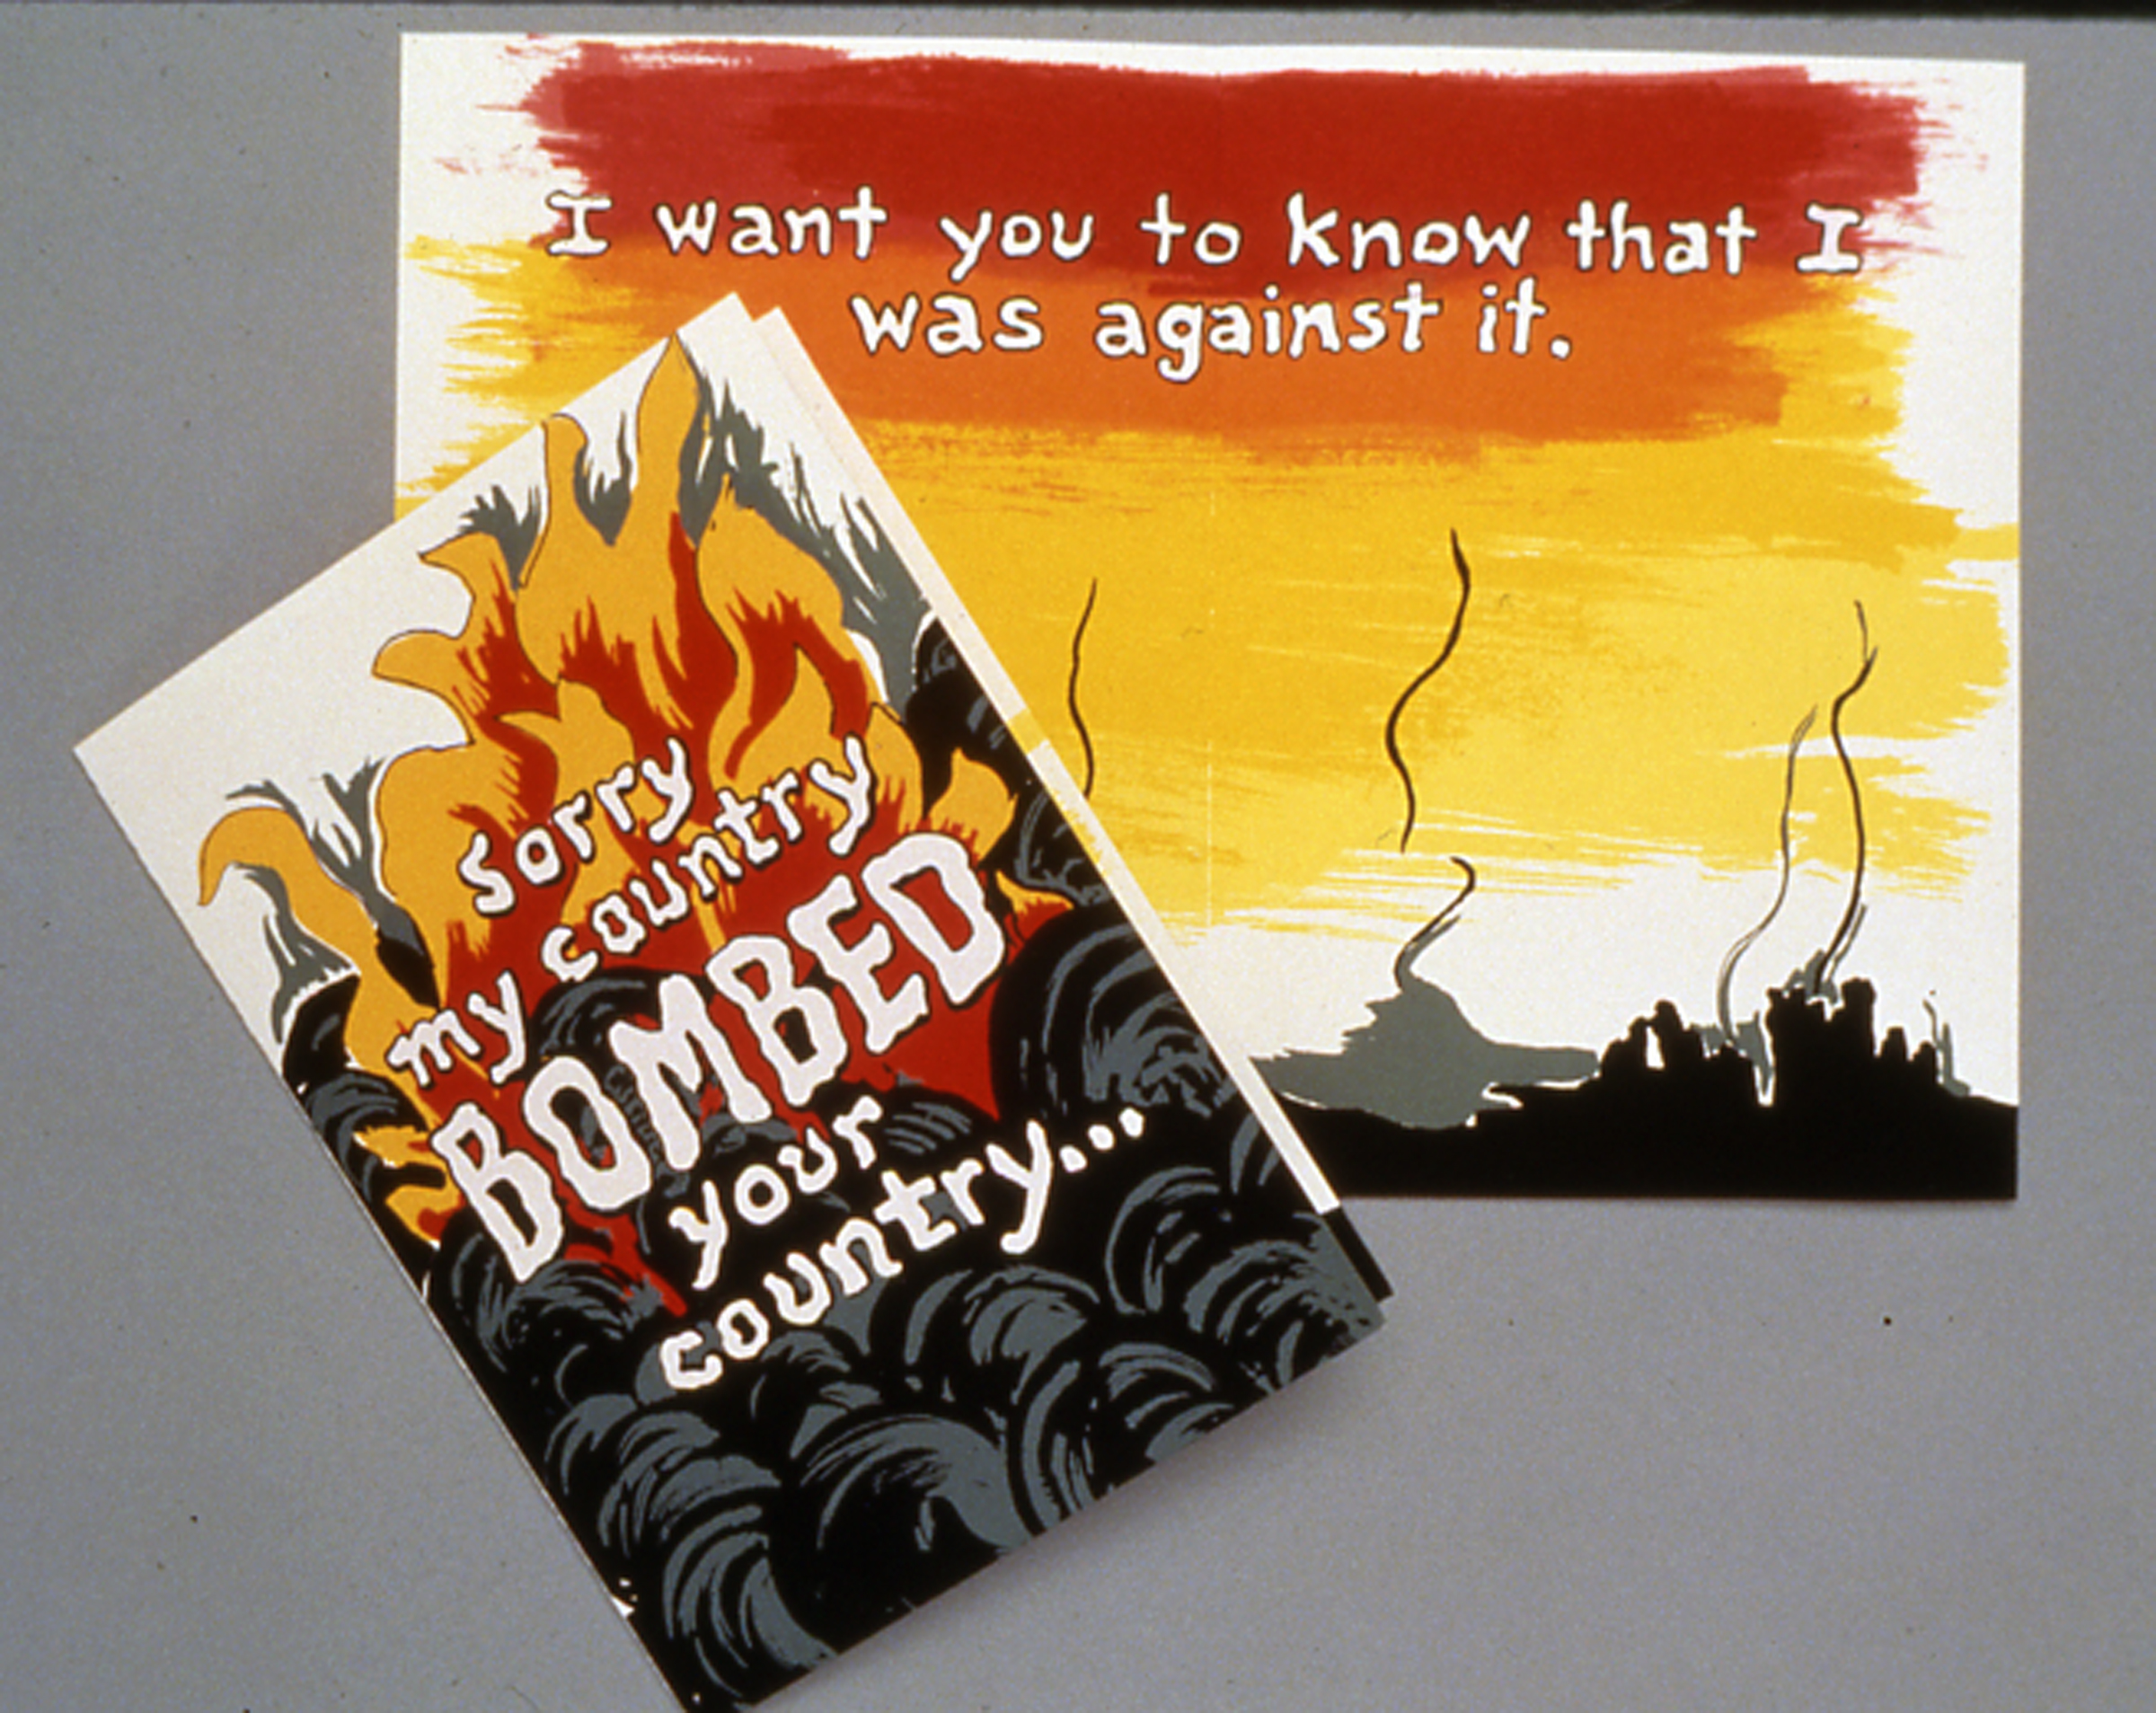 sorry
my country
BOMBED
your
country...
I want you to know that I
was against it.